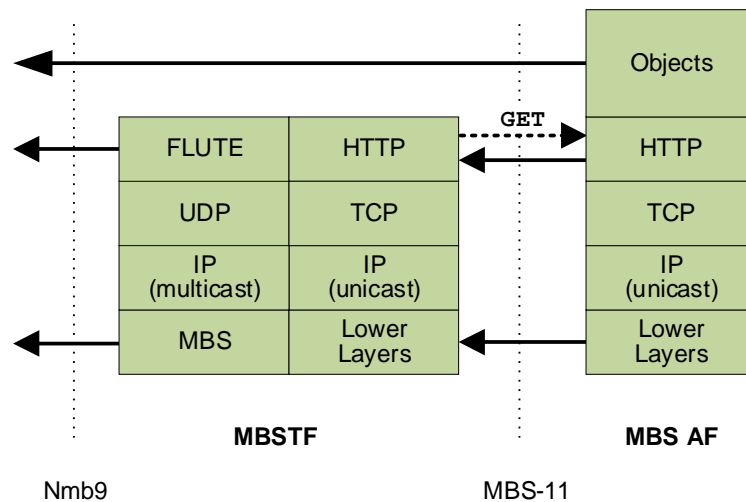 Objects
GET
FLUTE
HTTP
HTTP
UDP
TCP
TCP
IP
(multicast)
IP
(unicast)
IP
(unicast)
MBS
Lower
Layers
Lower
Layers
MBSTF
MBS AF
Nmb9
MBS-11